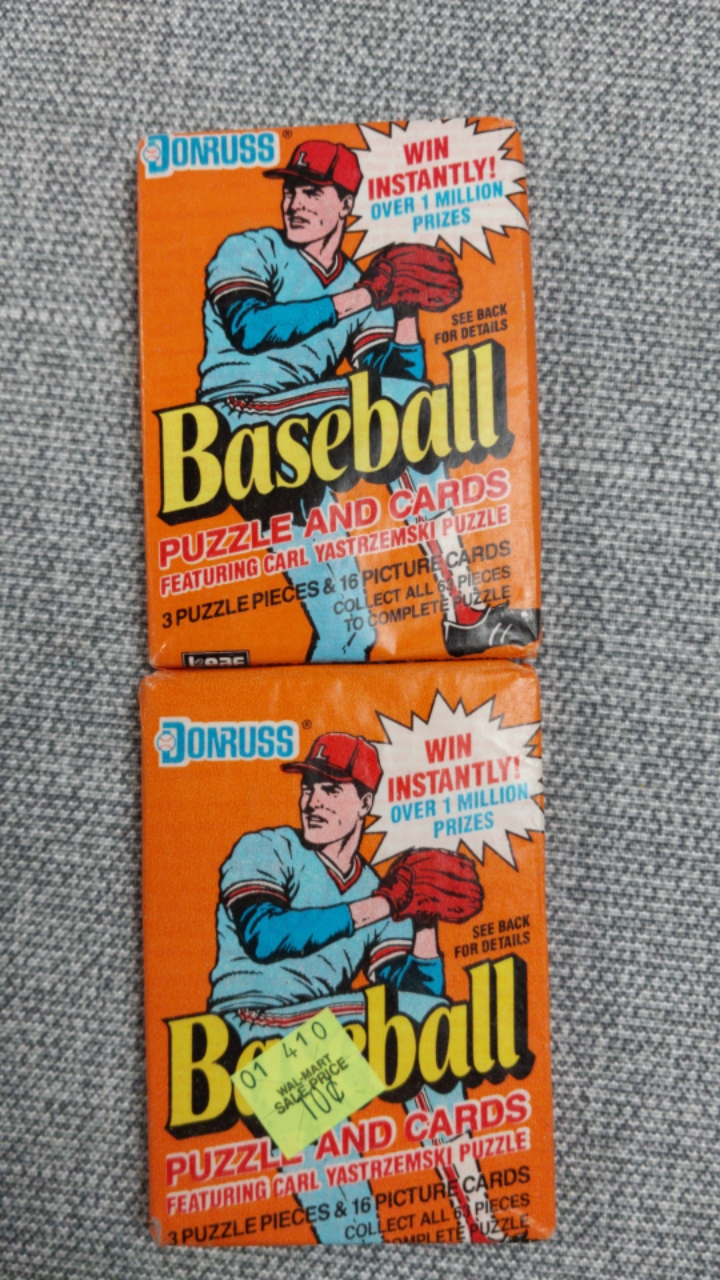 DONRUSS®
WIN
INSTANTLY!
OVER 1 MILLION
PRIZES
L
SEE BACK
FOR DETAILS
Baseball
PUZZLE AND CARDS
FEATURING CARL YASTRZEMSKI PUZZLE
3 PUZZLE PIECES & 16 PICTURE CARDS
COLLECT ALL 63 PIECES
TO COMPLETE PUZZLE
Leaf
DONRUSS®
WIN
INSTANTLY!
OVER 1 MILLION
PRIZES
L
SEE BACK
FOR DETAILS
Baseball
01 410
WAL-MART
SALE PRICE
10¢
PUZZLE AND CARDS
FEATURING CARL YASTRZEMSKI PUZZLE
3 PUZZLE PIECES & 16 PICTURE CARDS
COLLECT ALL 63 PIECES
COMPLETE PUZZLE